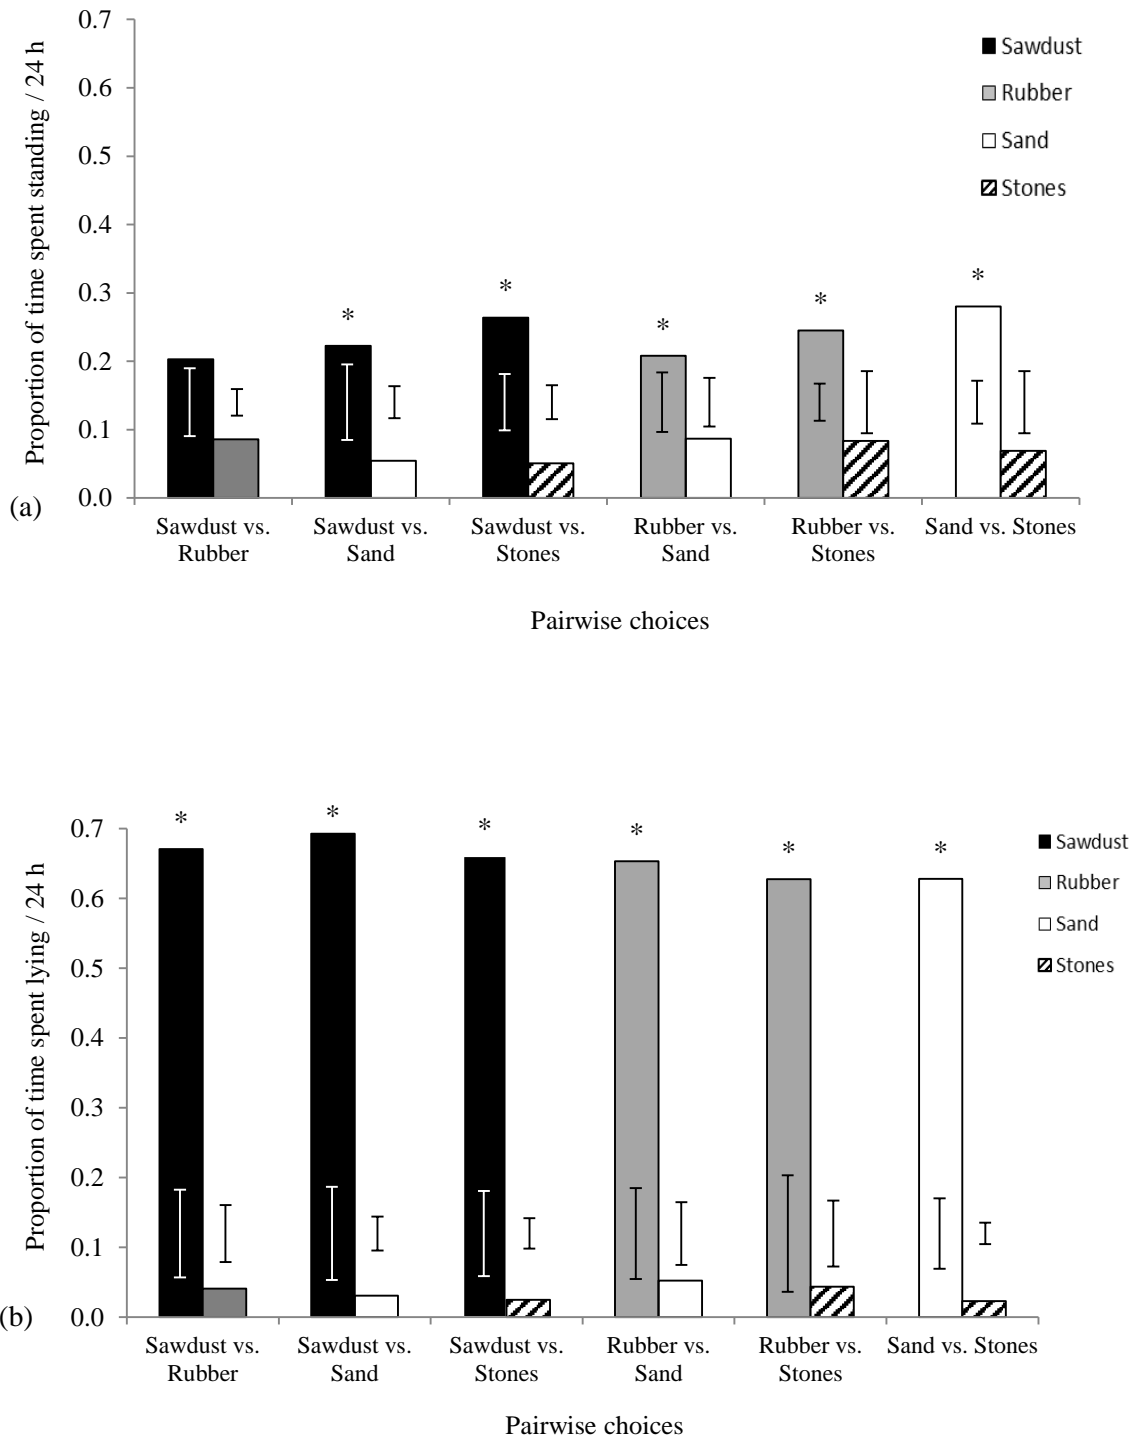 Proportion of time spent standing / 24 h
0.7
0.6
0.5
0.4
0.3
0.2
0.1
0.0
Sawdust
Rubber
Sand
Stones
*
*
*
*
*
(a)
Sawdust vs.
Rubber
Sawdust vs.
Sand
Sawdust vs.
Stones
Rubber vs.
Sand
Rubber vs.
Stones
Sand vs. Stones
Pairwise choices
Proportion of time spent lying / 24 h
0.7
0.6
0.5
0.4
0.3
0.2
0.1
0.0
Sawdust
Rubber
Sand
Stones
*
*
*
*
*
*
(b)
Sawdust vs.
Rubber
Sawdust vs.
Sand
Sawdust vs.
Stones
Rubber vs.
Sand
Rubber vs.
Stones
Sand vs. Stones
Pairwise choices